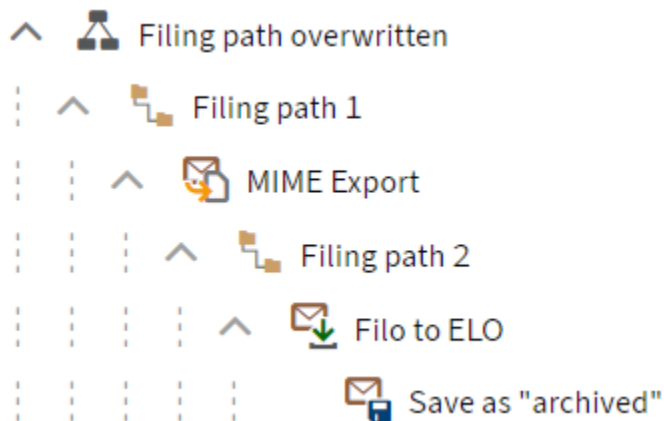 Filing path overwritten
Filing path 1
MIME Export
Filing path 2
Filo to ELO
Save as "archived"